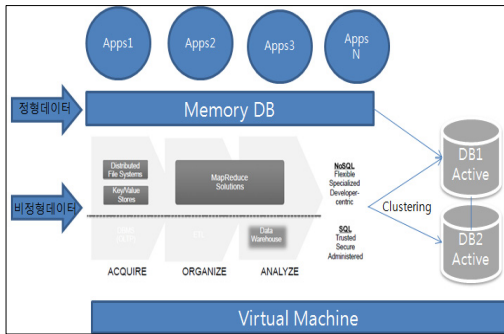 Apps1
Apps2
Apps3
Apps
N
정형데이터
Memory DB
Distributed
File Systems
Key/Value
Stores
MapReduce
Solutions
NoSQL
Flexible
Specialized
Developer-
centric
DB1
Active
비정형데이터
Clustering
Data
Warehouse
SQL
Trusted
Secure
Administered
DB2
Active
ACQUIRE
ORGANIZE
ANALYZE
Virtual Machine